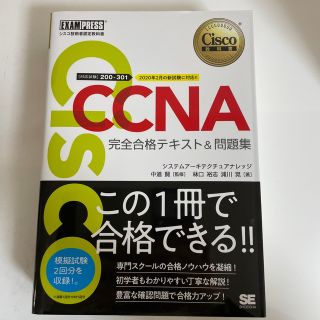 EXAMPRESS
シスコ技術者認定教科書
[対応試験] 200-301
2020年2月の新試験に対応!!
Cisco
教科書
Cisco
CCNA
完全合格テキスト&問題集
システムアーキテクチュアナレッジ
中道 賢[監修] 林口 裕志 浦川 晃[著]
この1冊で
合格できる!!
模擬試験
2回分を
収録!。
専門スクールの合格ノウハウを凝縮!
初学者もわかりやすい丁寧な解説!
豊富な確認問題で合格力アップ!
SE
SHOEISHA